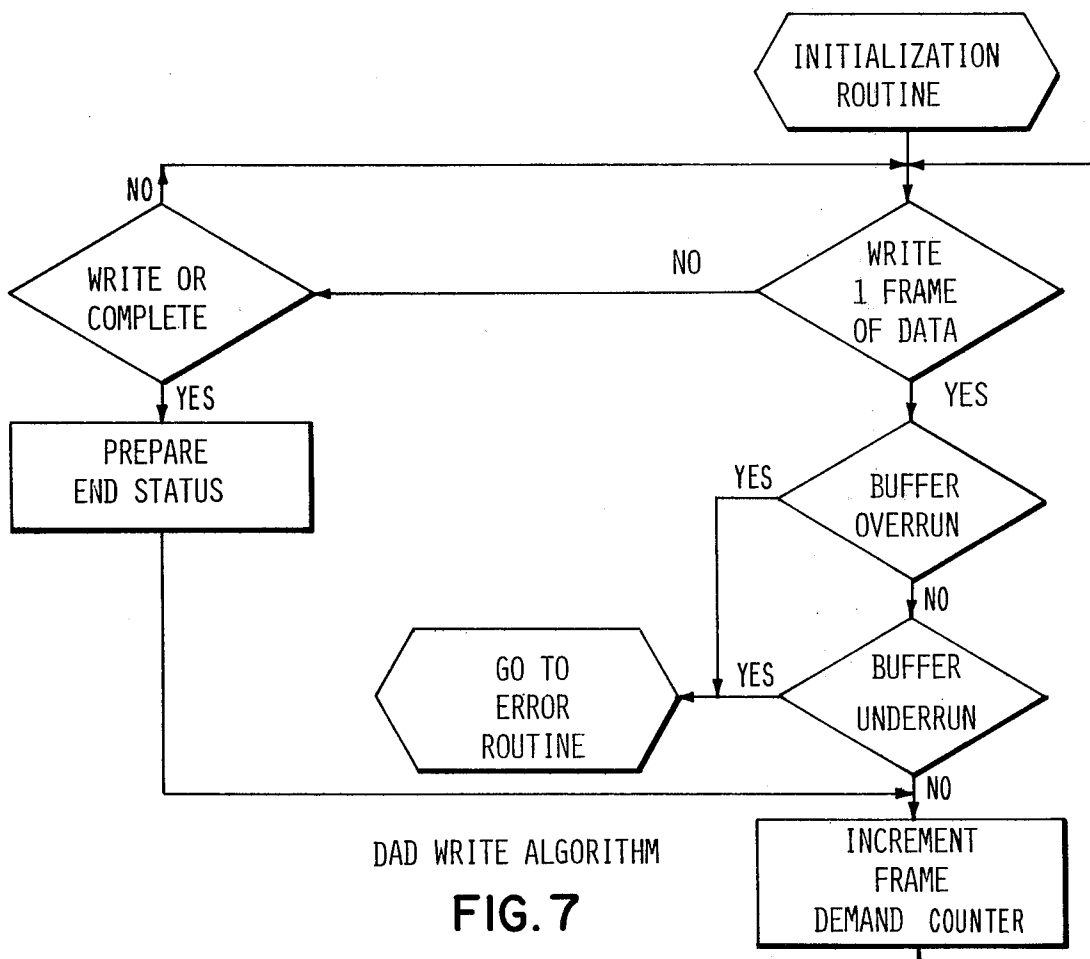 INITIALIZATION
ROUTINE
NO
WRITE OR
COMPLETE
NO
WRITE
1 FRAME
OF DATA
YES
PREPARE
END STATUS
YES
YES
BUFFER
OVERRUN
NO
GO TO
ERROR
ROUTINE
YES
BUFFER
UNDERRUN
NO
INCREMENT
FRAME
DEMAND COUNTER
DAD WRITE ALGORITHM
FIG. 7